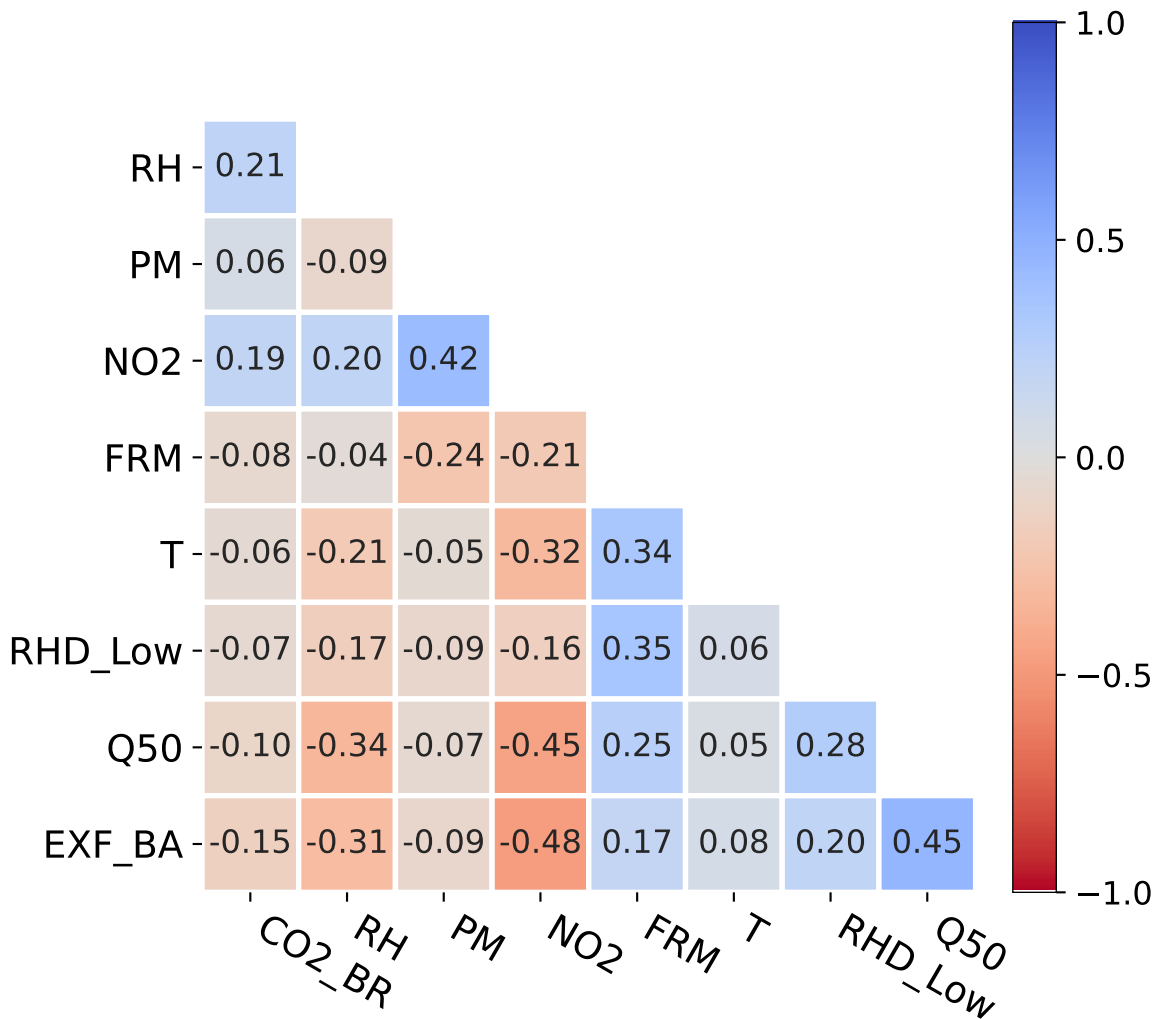 1.0
0.5
0.0
−0.5
−1.0
RH 0.21
PM 0.06 -0.09
NO2 0.19 0.20 0.42
FRM -0.08 -0.04 -0.24 -0.21
T -0.06 -0.21 -0.05 -0.32 0.34
RHD_Low -0.07 -0.17 -0.09 -0.16 0.35 0.06
Q50 -0.10 -0.34 -0.07 -0.45 0.25 0.05 0.28
EXF_BA -0.15 -0.31 -0.09 -0.48 0.17 0.08 0.20 0.45
CO2_BR RH PM NO2 FRM T RHD_Low Q50